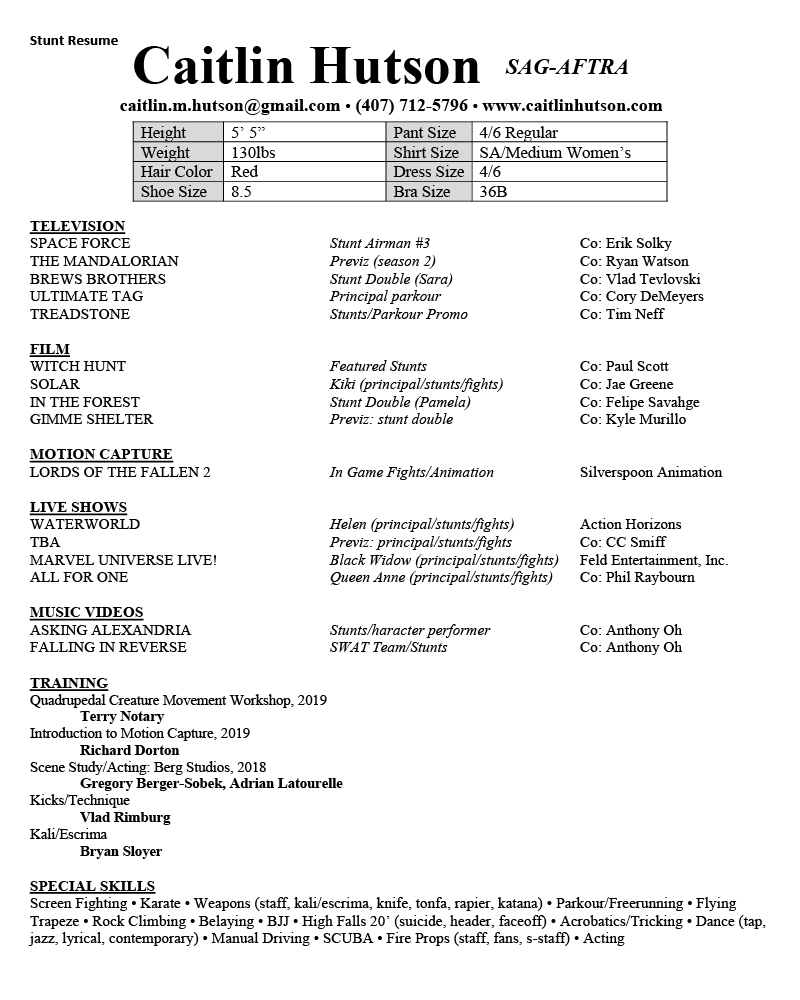 Stunt Resume
Caitlin Hutson SAG-AFTRA
caitlin.m.hutson@gmail.com • (407) 712-5796 • www.caitlinhutson.com
Height 5’ 5” Pant Size 4/6 Regular
Weight 130lbs Shirt Size SA/Medium Women’s
Hair Color Red Dress Size 4/6
Shoe Size 8.5 Bra Size 36B
TELEVISION
SPACE FORCE Stunt Airman #3 Co: Erik Solky
THE MANDALORIAN Previz (season 2) Co: Ryan Watson
BREWS BROTHERS Stunt Double (Sara) Co: Vlad Tevlovski
ULTIMATE TAG Principal parkour Co: Cory DeMeyers
TREADSTONE Stunts/Parkour Promo Co: Tim Neff
FILM
WITCH HUNT Featured Stunts Co: Paul Scott
SOLAR Kiki (principal/stunts/fights) Co: Jae Greene
IN THE FOREST Stunt Double (Pamela) Co: Felipe Savahge
GIMME SHELTER Previz: stunt double Co: Kyle Murillo
MOTION CAPTURE
LORDS OF THE FALLEN 2 In Game Fights/Animation Silverspoon Animation
LIVE SHOWS
WATERWORLD Helen (principal/stunts/fights) Action Horizons
TBA Previz: principal/stunts/fights Co: CC Smiff
MARVEL UNIVERSE LIVE! Black Widow (principal/stunts/fights) Feld Entertainment, Inc.
ALL FOR ONE Queen Anne (principal/stunts/fights) Co: Phil Raybourn
MUSIC VIDEOS
ASKING ALEXANDRIA Stunts/haracter performer Co: Anthony Oh
FALLING IN REVERSE SWAT Team/Stunts Co: Anthony Oh
TRAINING
Quadrupedal Creature Movement Workshop, 2019
Terry Notary
Introduction to Motion Capture, 2019
Richard Dorton
Scene Study/Acting: Berg Studios, 2018
Gregory Berger-Sobek, Adrian Latourelle
Kicks/Technique
Vlad Rimburg
Kali/Escrima
Bryan Sloyer
SPECIAL SKILLS
Screen Fighting • Karate • Weapons (staff, kali/escrima, knife, tonfa, rapier, katana) • Parkour/Freerunning • Flying
Trapeze • Rock Climbing • Belaying • BJJ • High Falls 20’ (suicide, header, faceoff) • Acrobatics/Tricking • Dance (tap,
jazz, lyrical, contemporary) • Manual Driving • SCUBA • Fire Props (staff, fans, s-staff) • Acting